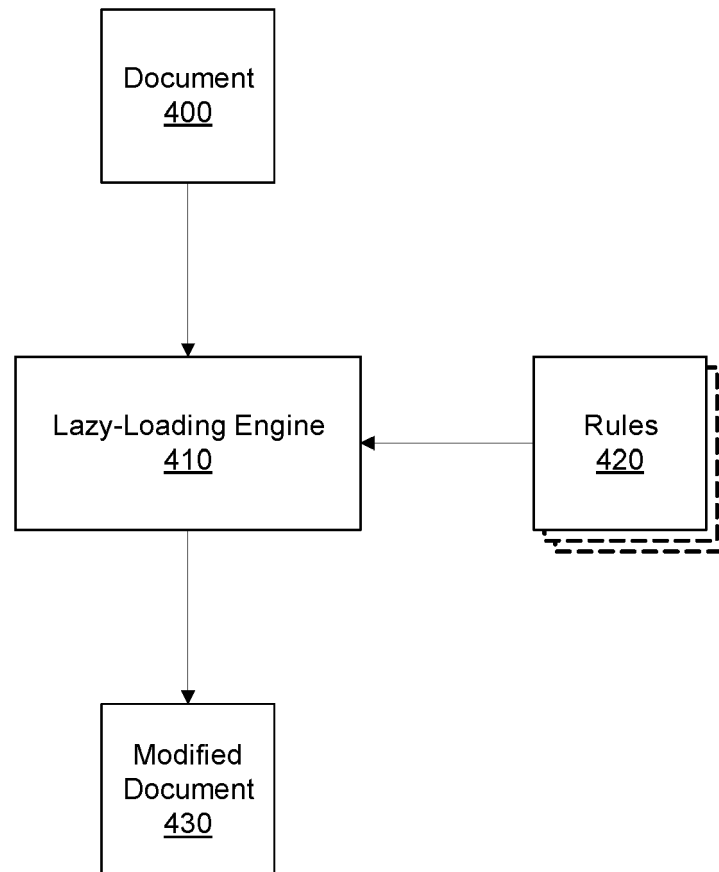 Document
400
Lazy-Loading Engine
410
Rules
420
Modified
Document
430